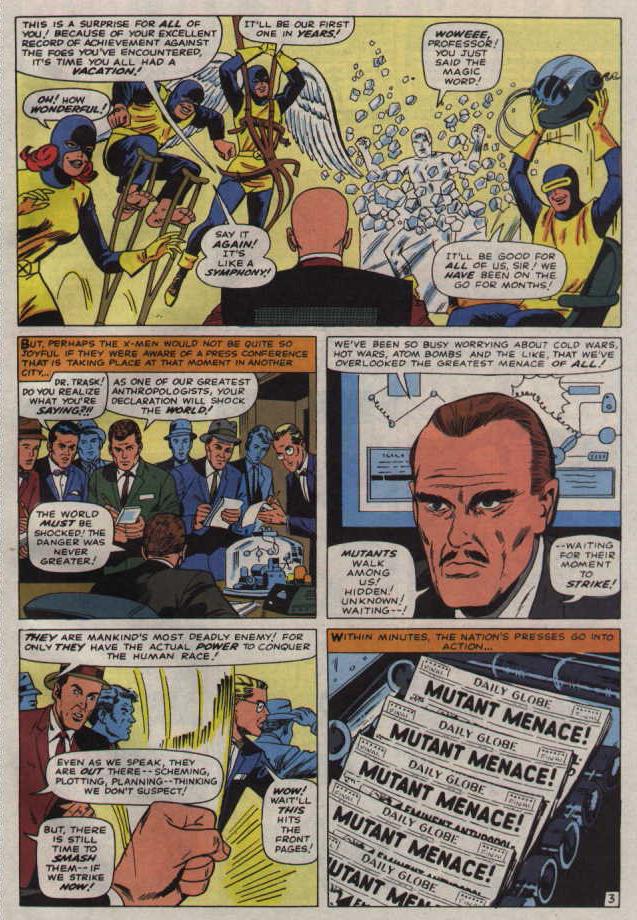 THIS IS A SURPRISE FOR ALL OF
YOU! BECAUSE OF YOUR EXCELLENT
RECORD OF ACHIEVEMENT AGAINST
THE FOES YOU'VE ENCOUNTERED,
IT'S TIME YOU ALL HAD A
VACATION!
OH! HOW
WONDERFUL!
IT'LL BE OUR FIRST
ONE IN YEARS!
WOWEEE,
PROFESSOR!
YOU JUST
SAID THE
MAGIC
WORD!
SAY IT
AGAIN!
IT'S
LIKE A
SYMPHONY!
IT'LL BE GOOD FOR
ALL OF US, SIR! WE
HAVE BEEN ON THE
GO FOR MONTHS!
BUT, PERHAPS THE X-MEN WOULD NOT BE QUITE SO
JOYFUL IF THEY WERE AWARE OF A PRESS CONFERENCE
THAT IS TAKING PLACE AT THAT MOMENT IN ANOTHER
CITY...
DR. TRASK!
DO YOU REALIZE
WHAT YOU'RE
SAYING?!!
AS ONE OF OUR GREATEST
ANTHROPOLOGISTS, YOUR
DECLARATION WILL SHOCK
THE WORLD!
THE WORLD
MUST BE
SHOCKED! THE
DANGER WAS
NEVER
GREATER!
WE'VE BEEN SO BUSY WORRYING ABOUT COLD WARS,
HOT WARS, ATOM BOMBS AND THE LIKE, THAT WE'VE
OVERLOOKED THE GREATEST MENACE OF ALL!
MUTANTS
WALK
AMONG
US!
HIDDEN!
UNKNOWN!
WAITING--!
--WAITING
FOR THEIR
MOMENT
TO
STRIKE!
THEY ARE MANKIND'S MOST DEADLY ENEMY! FOR
ONLY THEY HAVE THE ACTUAL POWER TO CONQUER
THE HUMAN RACE!
EVEN AS WE SPEAK, THEY
ARE OUT THERE--SCHEMING,
PLOTTING, PLANNING--THINKING
WE DON'T SUSPECT!
BUT, THERE
IS STILL
TIME TO
SMASH
THEM--IF
WE STRIKE
NOW!
WOW!
WAIT'LL
THIS
HITS
THE
FRONT
PAGES!
WITHIN MINUTES, THE NATION'S PRESSES GO INTO
ACTION...
FINAL DAILY GLOBE FINAL
MUTANT MENACE!
FINAL DAILY GLOBE FINAL
MUTANT MENACE!
DAILY GLOBE FINAL
MUTANT MENACE!
DAILY GLOBE
MUTANT MENACE!
DAILY GLOBE
3